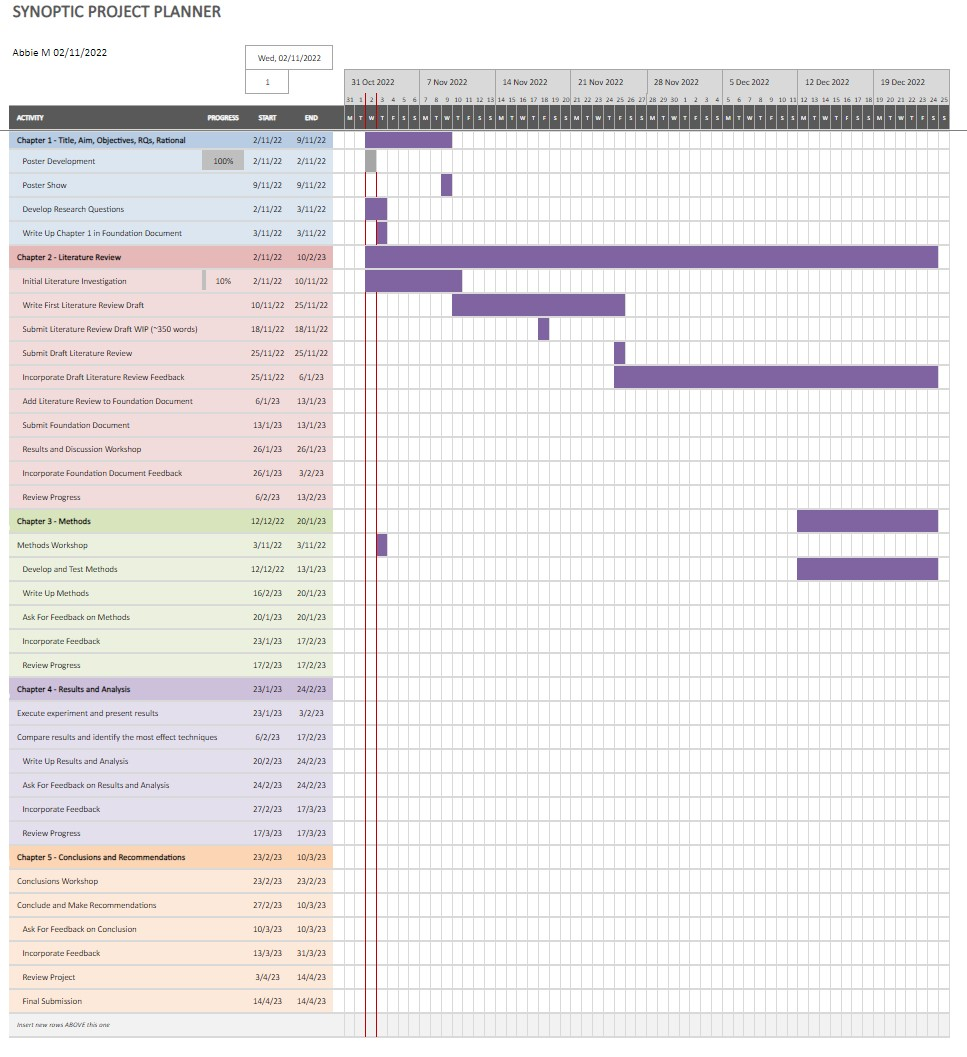 SYNOPTIC PROJECT PLANNER
Abbie M 02/11/2022
Wed, 02/11/2022
1
31 Oct 2022 7 Nov 2022 14 Nov 2022 21 Nov 2022 28 Nov 2022 5 Dec 2022 12 Dec 2022 19 Dec 2022
31 1 2 3 4 5 6 7 8 9 10 11 12 13 14 15 16 17 18 19 20 21 22 23 24 25 26 27 28 29 30 1 2 3 4 5 6 7 8 9 10 11 12 13 14 15 16 17 18 19 20 21 22 23 24 25
ACTIVITY PROGRESS START END M T W T F S S M T W T F S S M T W T F S S M T W T F S S M T W T F S S M T W T F S S M T W T F S S M T W T F S S
Chapter 1 - Title, Aim, Objectives, RQs, Rational 2/11/22 9/11/22
Poster Development 100% 2/11/22 2/11/22
Poster Show 9/11/22 9/11/22
Develop Research Questions 2/11/22 3/11/22
Write Up Chapter 1 in Foundation Document 3/11/22 3/11/22
Chapter 2 - Literature Review 2/11/22 10/2/23
Initial Literature Investigation 10% 2/11/22 10/11/22
Write First Literature Review Draft 10/11/22 25/11/22
Submit Literature Review Draft WIP (~350 words) 18/11/22 18/11/22
Submit Draft Literature Review 25/11/22 25/11/22
Incorporate Draft Literature Review Feedback 25/11/22 6/1/23
Add Literature Review to Foundation Document 6/1/23 13/1/23
Submit Foundation Document 13/1/23 13/1/23
Results and Discussion Workshop 26/1/23 26/1/23
Incorporate Foundation Document Feedback 26/1/23 3/2/23
Review Progress 6/2/23 13/2/23
Chapter 3 - Methods 12/12/22 20/1/23
Methods Workshop 3/11/22 3/11/22
Develop and Test Methods 12/12/22 13/1/23
Write Up Methods 16/2/23 20/1/23
Ask For Feedback on Methods 20/1/23 20/1/23
Incorporate Feedback 23/1/23 17/2/23
Review Progress 17/2/23 17/2/23
Chapter 4 - Results and Analysis 23/1/23 24/2/23
Execute experiment and present results 23/1/23 3/2/23
Compare results and identify the most effect techniques 6/2/23 17/2/23
Write Up Results and Analysis 20/2/23 24/2/23
Ask For Feedback on Results and Analysis 24/2/23 24/2/23
Incorporate Feedback 27/2/23 17/3/23
Review Progress 17/3/23 17/3/23
Chapter 5 - Conclusions and Recommendations 23/2/23 10/3/23
Conclusions Workshop 23/2/23 23/2/23
Conclude and Make Recommendations 27/2/23 10/3/23
Ask For Feedback on Conclusion 10/3/23 10/3/23
Incorporate Feedback 13/3/23 31/3/23
Review Project 3/4/23 14/4/23
Final Submission 14/4/23 14/4/23
Insert new rows ABOVE this one